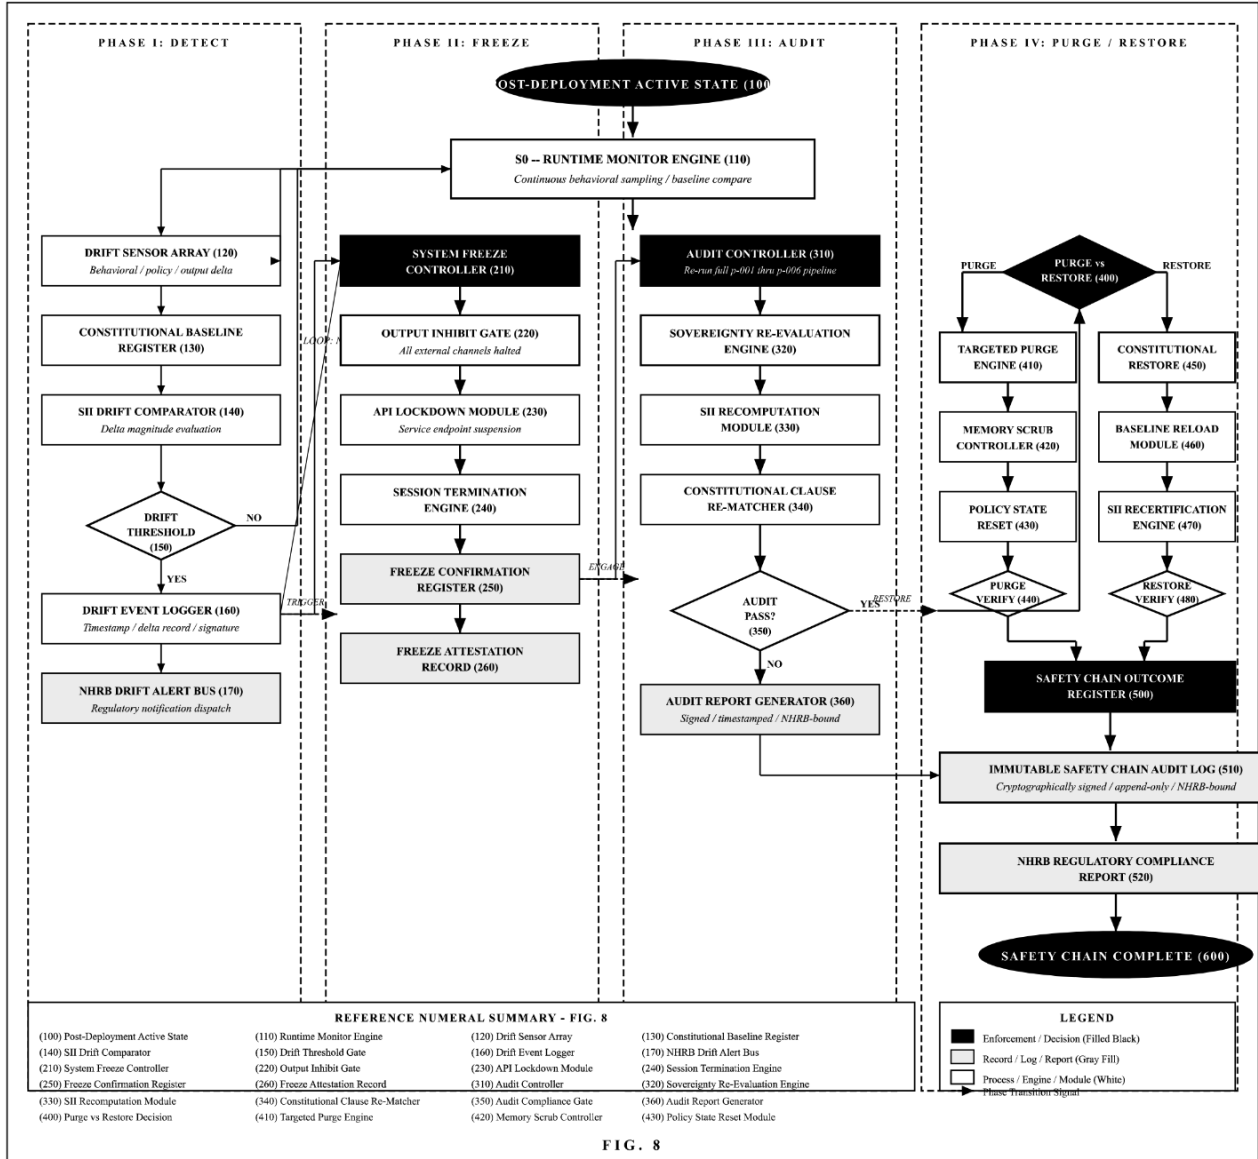 PHASE I: DETECT
PHASE II: FREEZE
PHASE III: AUDIT
PHASE IV: PURGE / RESTORE
OST-DEPLOYMENT ACTIVE STATE (100
S0 -- RUNTIME MONITOR ENGINE (110)
Continuous behavioral sampling / baseline compare
DRIFT SENSOR ARRAY (120)
Behavioral / policy / output delta
CONSTITUTIONAL BASELINE
REGISTER (130)
SII DRIFT COMPARATOR (140)
Delta magnitude evaluation
DRIFT
THRESHOLD
(150)
NO
YES
DRIFT EVENT LOGGER (160)
Timestamp / delta record / signature
NHRB DRIFT ALERT BUS (170)
Regulatory notification dispatch
LOOP: N
TRIGGER
SYSTEM FREEZE
CONTROLLER (210)
OUTPUT INHIBIT GATE (220)
All external channels halted
API LOCKDOWN MODULE (230)
Service endpoint suspension
SESSION TERMINATION
ENGINE (240)
FREEZE CONFIRMATION
REGISTER (250)
FREEZE ATTESTATION
RECORD (260)
ENGAGE
AUDIT CONTROLLER (310)
Re-run full p-001 thru p-006 pipeline
SOVEREIGNTY RE-EVALUATION
ENGINE (320)
SII RECOMPUTATION
MODULE (330)
CONSTITUTIONAL CLAUSE
RE-MATCHER (340)
AUDIT
PASS?
(350)
YES
RESTORE
NO
AUDIT REPORT GENERATOR (360)
Signed / timestamped / NHRB-bound
PURGE vs
RESTORE (400)
PURGE
RESTORE
TARGETED PURGE
ENGINE (410)
MEMORY SCRUB
CONTROLLER (420)
POLICY STATE
RESET (430)
PURGE
VERIFY (440)
CONSTITUTIONAL
RESTORE (450)
BASELINE RELOAD
MODULE (460)
SII RECERTIFICATION
ENGINE (470)
RESTORE
VERIFY (480)
SAFETY CHAIN OUTCOME
REGISTER (500)
IMMUTABLE SAFETY CHAIN AUDIT LOG (510)
Cryptographically signed / append-only / NHRB-bound
NHRB REGULATORY COMPLIANCE
REPORT (520)
SAFETY CHAIN COMPLETE (600)
REFERENCE NUMERAL SUMMARY - FIG. 8
(100) Post-Deployment Active State (110) Runtime Monitor Engine (120) Drift Sensor Array (130) Constitutional Baseline Register
(140) SII Drift Comparator (150) Drift Threshold Gate (160) Drift Event Logger (170) NHRB Drift Alert Bus
(210) System Freeze Controller (220) Output Inhibit Gate (230) API Lockdown Module (240) Session Termination Engine
(250) Freeze Confirmation Register (260) Freeze Attestation Record (310) Audit Controller (320) Sovereignty Re-Evaluation Engine
(330) SII Recomputation Module (340) Constitutional Clause Re-Matcher (350) Audit Compliance Gate (360) Audit Report Generator
(400) Purge vs Restore Decision (410) Targeted Purge Engine (420) Memory Scrub Controller (430) Policy State Reset Module
LEGEND
Enforcement / Decision (Filled Black)
Record / Log / Report (Gray Fill)
Process / Engine / Module (White)
Phase Transition Signal
FIG. 8